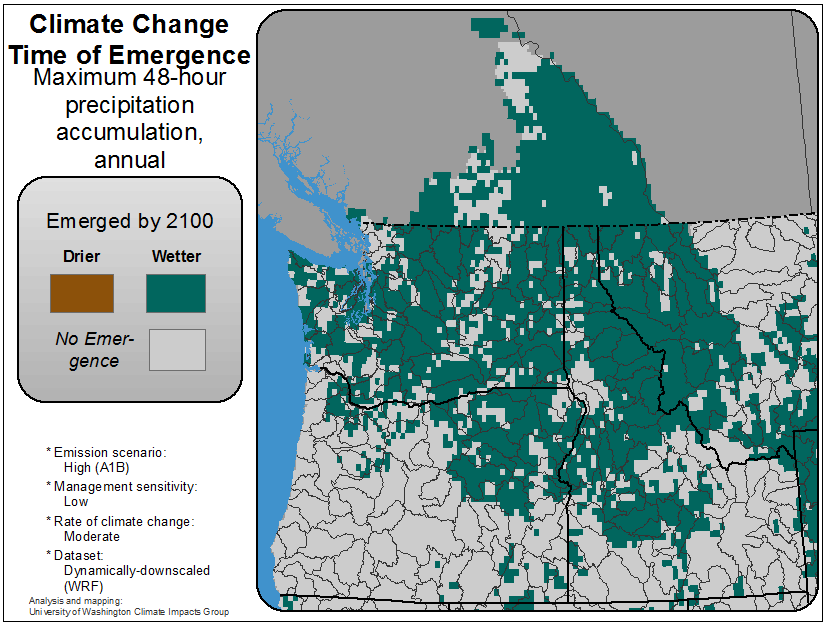 Climate Change
Time of Emergence
Maximum 48-hour
precipitation
accumulation,
annual
Emerged by 2100
Drier Wetter
No Emer-
gence
* Emission scenario:
High (A1B)
* Management sensitivity:
Low
* Rate of climate change:
Moderate
* Dataset:
Dynamically-downscaled
(WRF)
Analysis and mapping:
University of Washington Climate Impacts Group